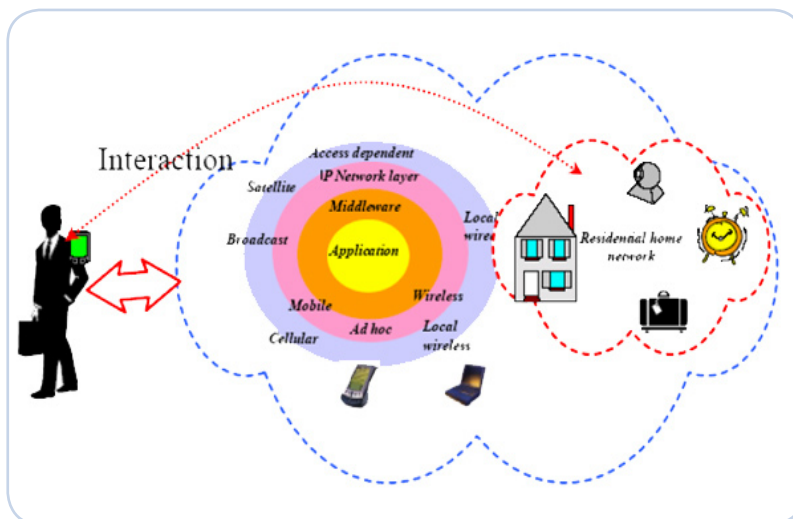 Interaction
Access dependent
Satellite
IP Network layer
Middleware
Broadcast
Application
Local
Residential home
network
Mobile
Wireless
Ad hoc
Cellular
Local
wireless